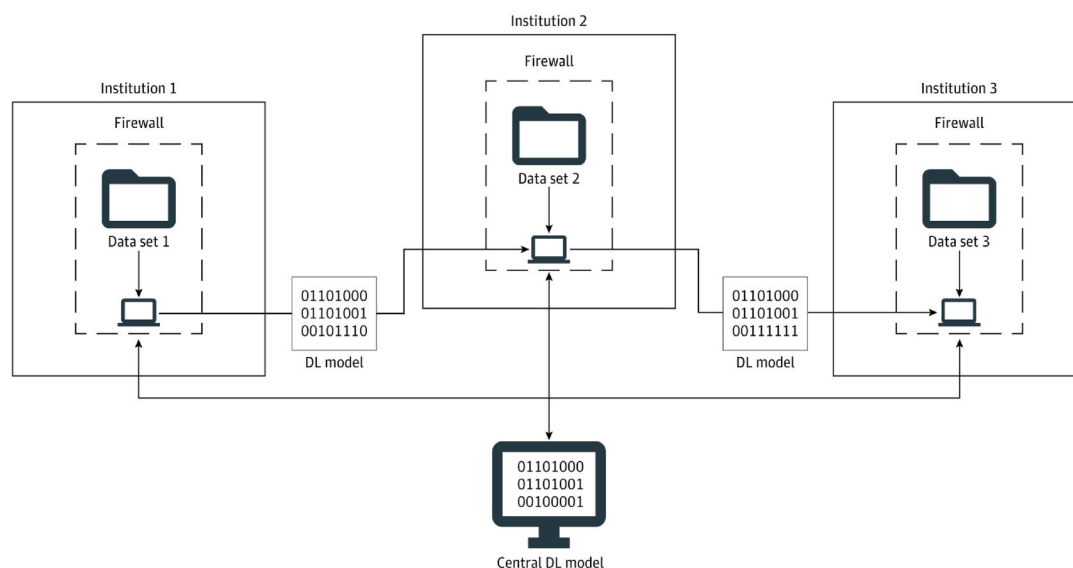 Institution 2
Firewall
Data set 2
Institution 1
Firewall
Data set 1
01101000
01101001
00101110
DL model
Institution 3
Firewall
Data set 3
01101000
01101001
00111111
DL model
01101000
01101001
00100001
Central DL model